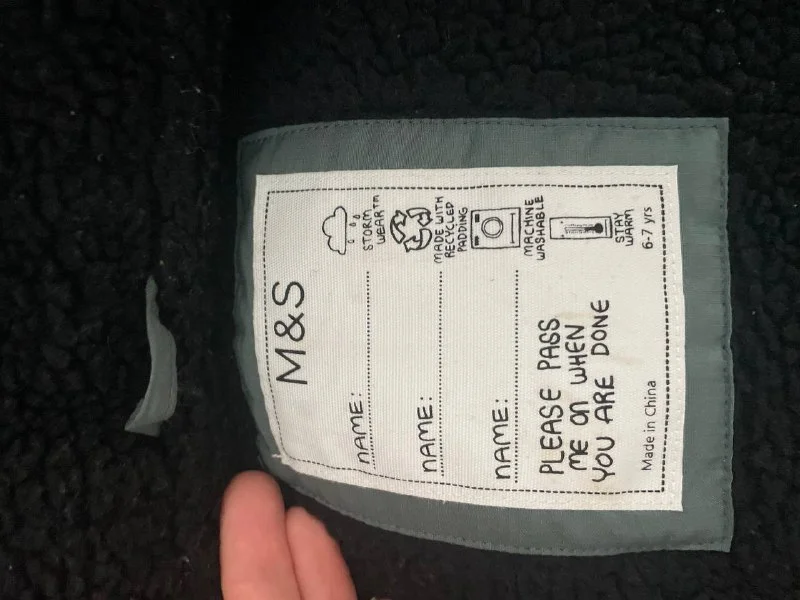 M&S
NAME:
NAME:
NAME:
PLEASE PASS
ME ON WHEN
YOU ARE DONE
Made in China
STORM
WEAR™
MADE WITH
RECYCLED
PADDING
MACHINE
WASHABLE
STAY
WARM
6-7 yrs